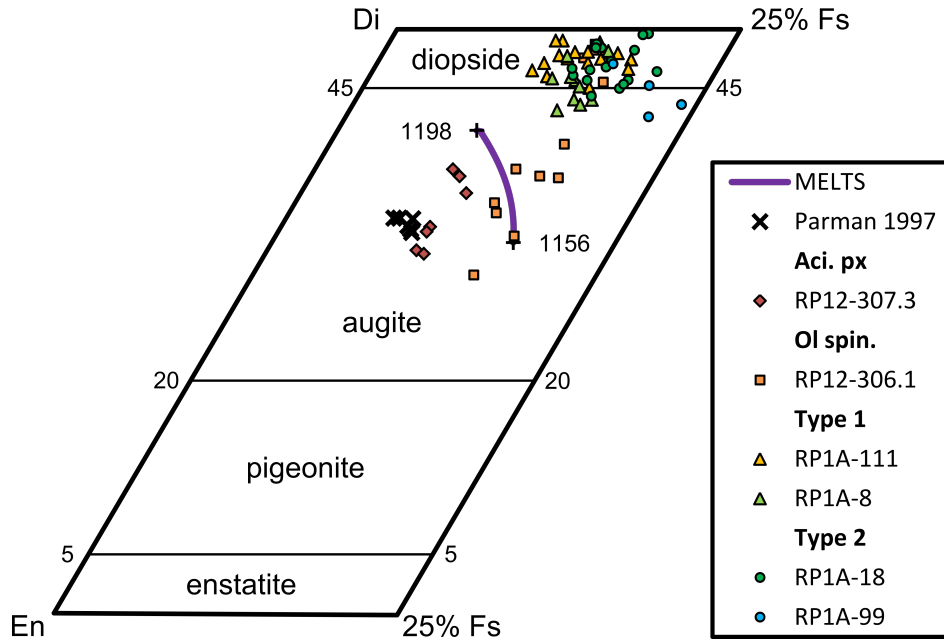 Di
25% Fs
diopside
45
45
1198
1156
augite
20
20
pigeonite
5
5
enstatite
En
25% Fs
MELTS
Parman 1997
Aci. px
RP12-307.3
Ol spin.
RP12-306.1
Type 1
RP1A-111
RP1A-8
Type 2
RP1A-18
RP1A-99